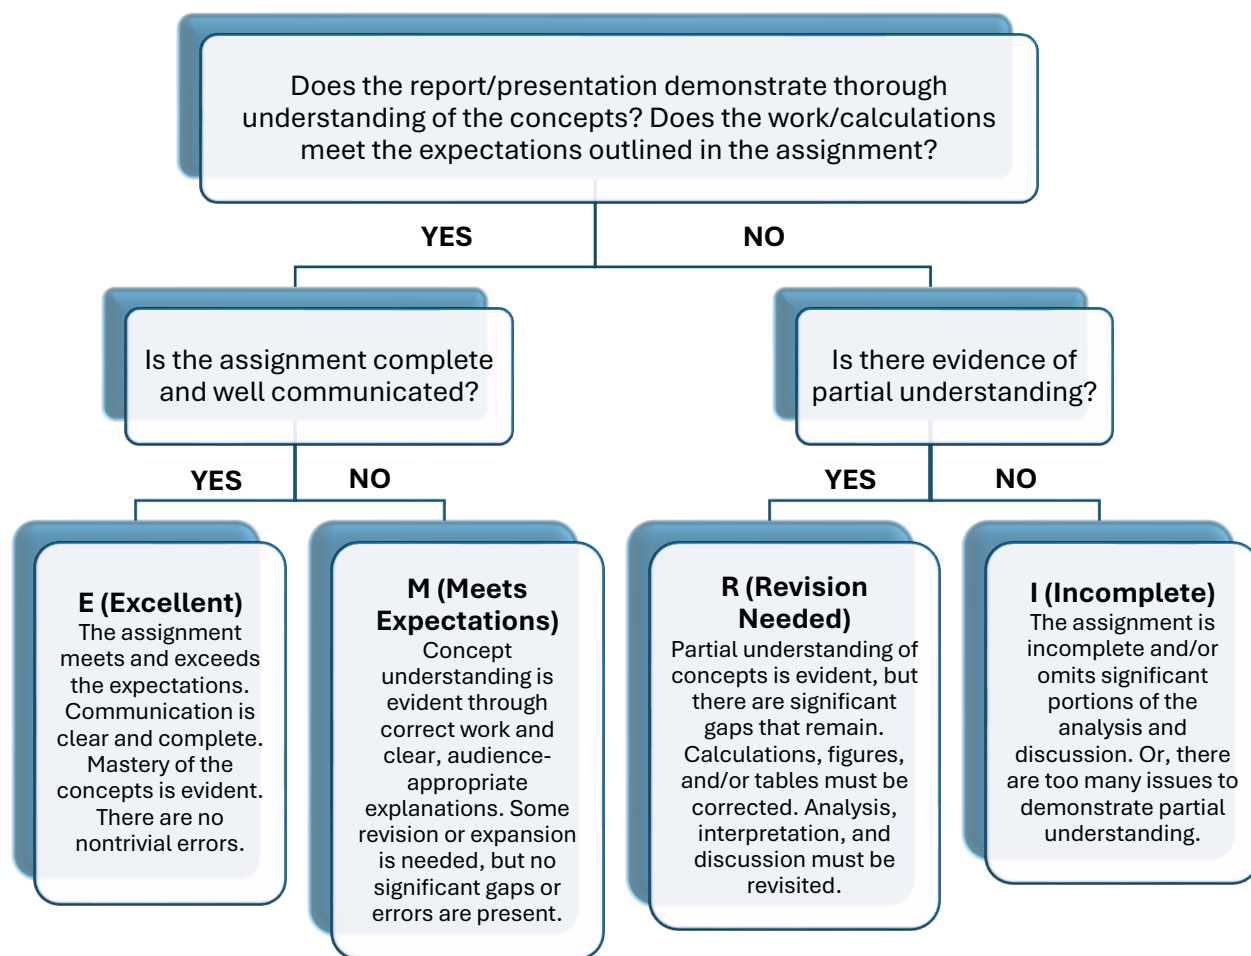 Does the report/presentation demonstrate thorough
understanding of the concepts? Does the work/calculations
meet the expectations outlined in the assignment?
YES
NO
Is the assignment complete
and well communicated?
Is there evidence of
partial understanding?
YES
NO
YES
NO
E (Excellent)
The assignment
meets and exceeds
the expectations.
Communication is
clear and complete.
Mastery of the
concepts is evident.
There are no
nontrivial errors.
M (Meets
Expectations)
Concept
understanding is
evident through
correct work and
clear, audience-
appropriate
explanations. Some
revision or expansion
is needed, but no
significant gaps or
errors are present.
R (Revision
Needed)
Partial understanding of
concepts is evident, but
there are significant
gaps that remain.
Calculations, figures,
and/or tables must be
corrected. Analysis,
interpretation, and
discussion must be
revisited.
I (Incomplete)
The assignment is
incomplete and/or
omits significant
portions of the
analysis and
discussion. Or, there
are too many issues to
demonstrate partial
understanding.